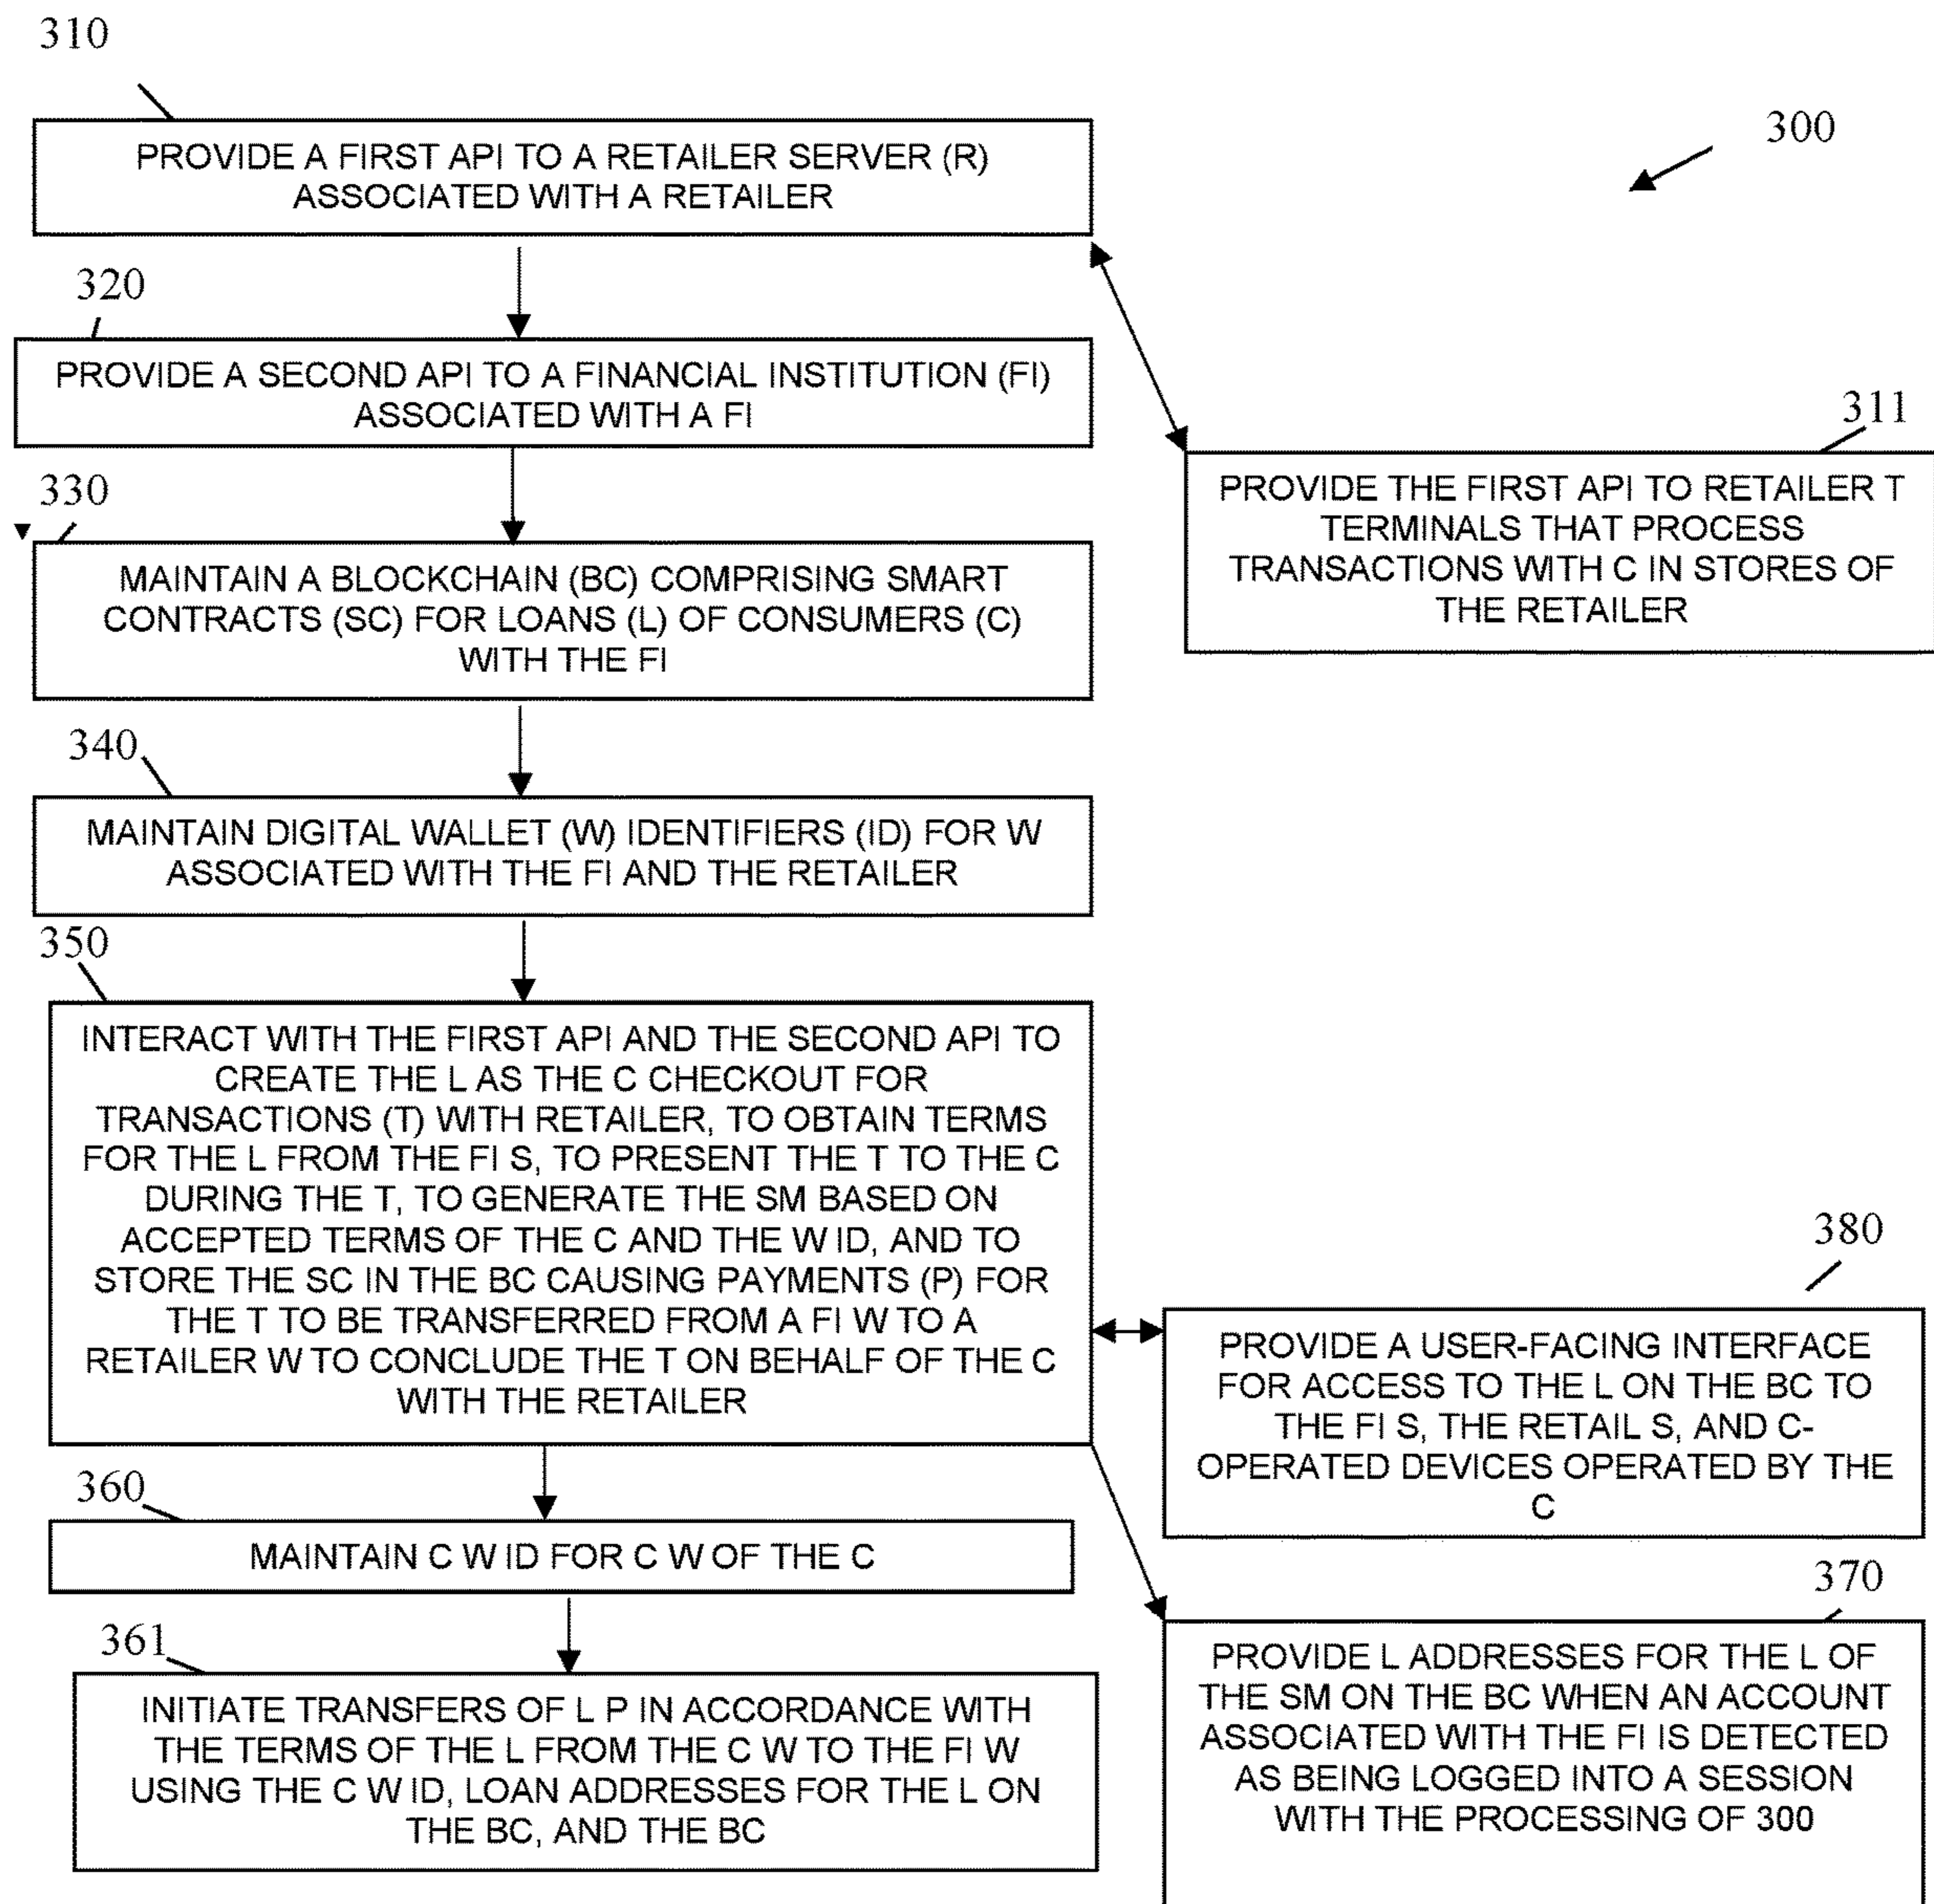 310
PROVIDE A FIRST API TO A RETAILER SERVER (R)
ASSOCIATED WITH A RETAILER
300
320
PROVIDE A SECOND API TO A FINANCIAL INSTITUTION (FI)
ASSOCIATED WITH A FI
311
PROVIDE THE FIRST API TO RETAILER T
TERMINALS THAT PROCESS
TRANSACTIONS WITH C IN STORES OF
THE RETAILER
330
MAINTAIN A BLOCKCHAIN (BC) COMPRISING SMART
CONTRACTS (SC) FOR LOANS (L) OF CONSUMERS (C)
WITH THE FI
340
MAINTAIN DIGITAL WALLET (W) IDENTIFIERS (ID) FOR W
ASSOCIATED WITH THE FI AND THE RETAILER
350
INTERACT WITH THE FIRST API AND THE SECOND API TO
CREATE THE L AS THE C CHECKOUT FOR
TRANSACTIONS (T) WITH RETAILER, TO OBTAIN TERMS
FOR THE L FROM THE FI S, TO PRESENT THE T TO THE C
DURING THE T, TO GENERATE THE SM BASED ON
ACCEPTED TERMS OF THE C AND THE W ID, AND TO
STORE THE SC IN THE BC CAUSING PAYMENTS (P) FOR
THE T TO BE TRANSFERRED FROM A FI W TO A
RETAILER W TO CONCLUDE THE T ON BEHALF OF THE C
WITH THE RETAILER
380
PROVIDE A USER-FACING INTERFACE
FOR ACCESS TO THE L ON THE BC TO
THE FI S, THE RETAIL S, AND C-
OPERATED DEVICES OPERATED BY THE
C
360
MAINTAIN C W ID FOR C W OF THE C
361
INITIATE TRANSFERS OF L P IN ACCORDANCE WITH
THE TERMS OF THE L FROM THE C W TO THE FI W
USING THE C W ID, LOAN ADDRESSES FOR THE L ON
THE BC, AND THE BC
370
PROVIDE L ADDRESSES FOR THE L OF
THE SM ON THE BC WHEN AN ACCOUNT
ASSOCIATED WITH THE FI IS DETECTED
AS BEING LOGGED INTO A SESSION
WITH THE PROCESSING OF 300